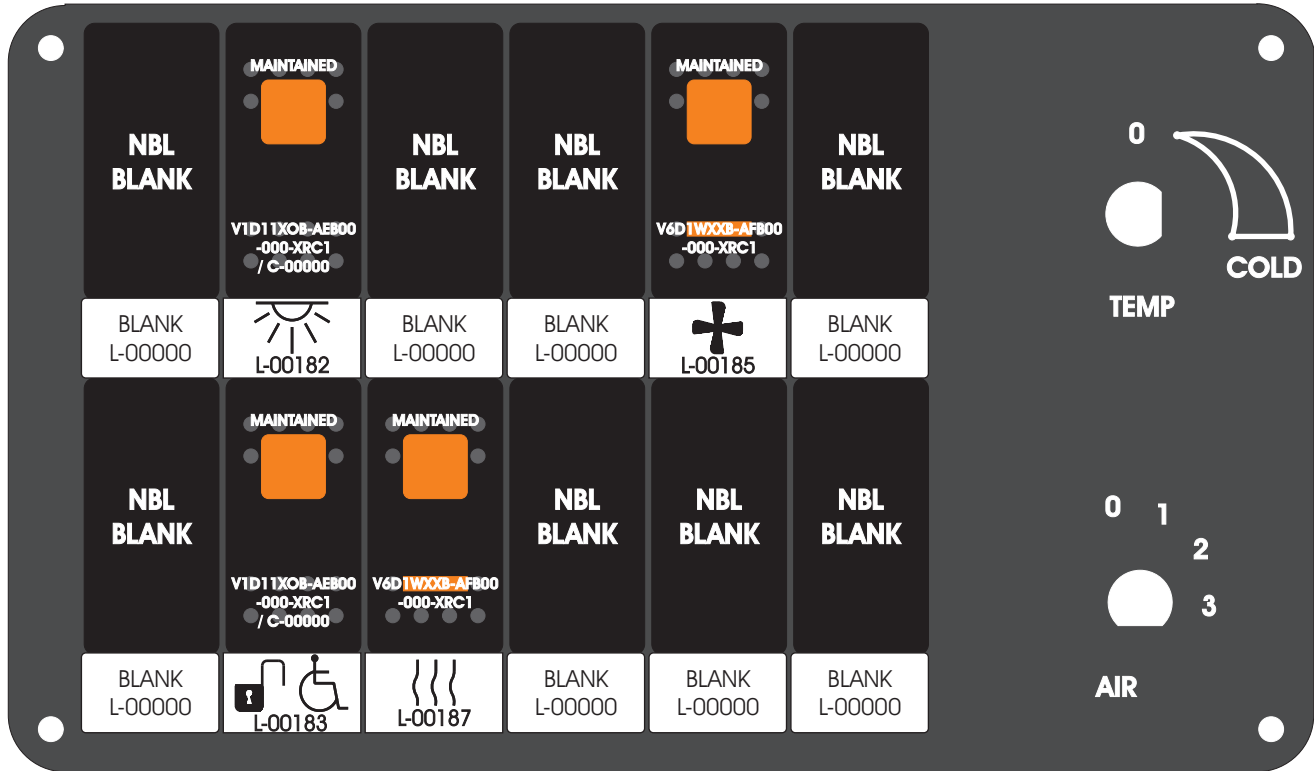 NBL
BLANK
MAINTAINED
V1D11XOB-AEB00
-000-XRC1
/ C-00000
NBL
BLANK
NBL
BLANK
MAINTAINED
V6D1WXXB-AFB00
-000-XRC1
NBL
BLANK
BLANK
L-00000
L-00182
BLANK
L-00000
BLANK
L-00000
L-00185
BLANK
L-00000
NBL
BLANK
MAINTAINED
V1D11XOB-AEB00
-000-XRC1
/ C-00000
MAINTAINED
V6D1WXXB-AFB00
-000-XRC1
NBL
BLANK
NBL
BLANK
NBL
BLANK
BLANK
L-00000
L-00183
L-00187
BLANK
L-00000
BLANK
L-00000
BLANK
L-00000
0
COLD
TEMP
0
1
2
3
AIR